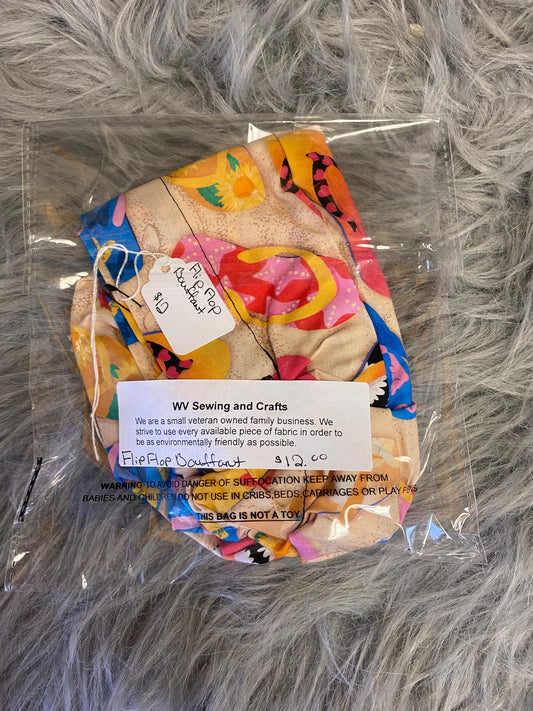 Flip Flop
Bouffant
$12
WV Sewing and Crafts
We are a small veteran owned family business. We
strive to use every available piece of fabric in order to
be as environmentally friendly as possible.
Flip Flop Bouffant $12.00
WARNING: TO AVOID DANGER OF SUFFOCATION KEEP AWAY FROM
BABIES AND CHILDREN DO NOT USE IN CRIBS,BEDS,CARRIAGES OR PLAY PENS
THIS BAG IS NOT A TOY